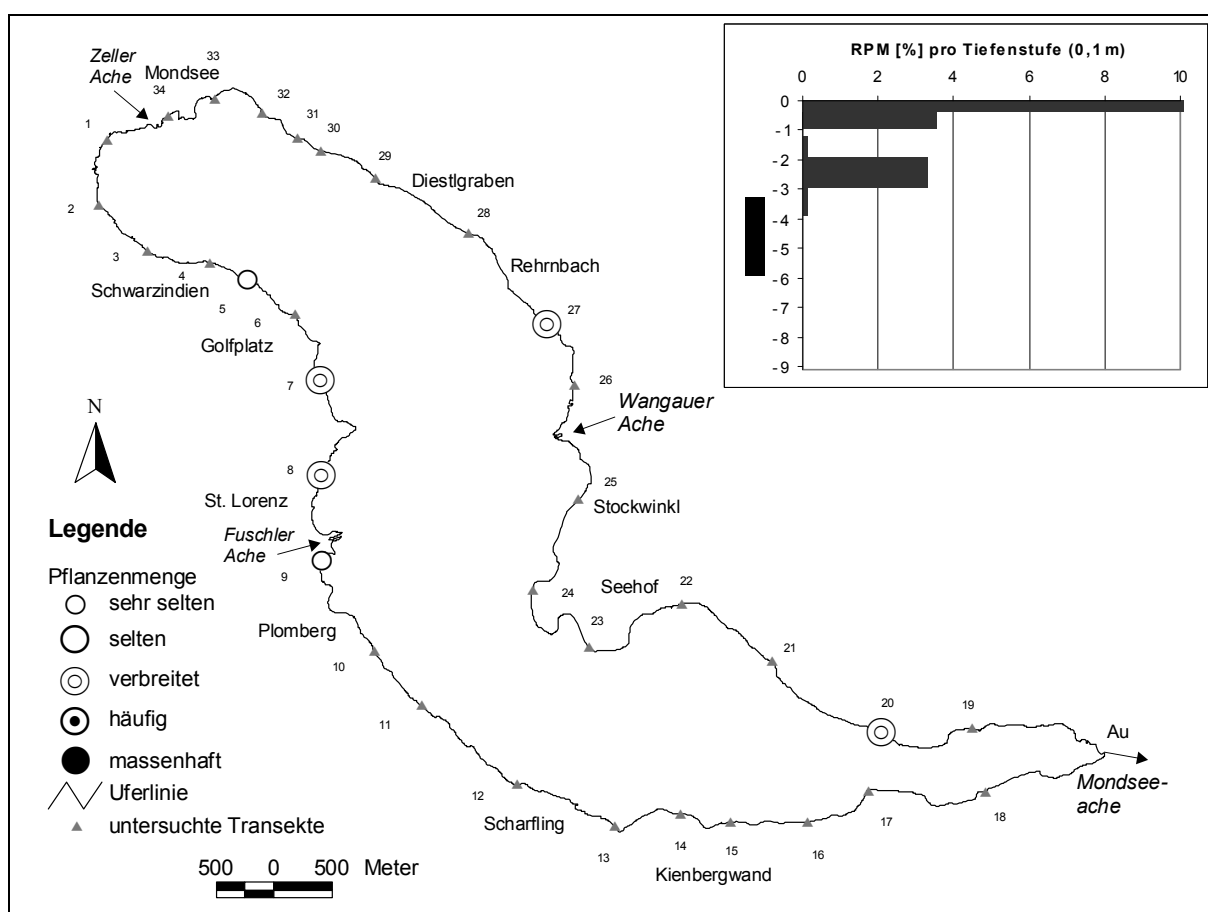 Zeller
Ache
Mondsee
33
34
32
31
30
29
1
Diestlgraben
2
28
3
4
Rehrnbach
Schwarzindien
5
6
27
Golfplatz
7
26
Wangauer
Ache
N
8
25
St. Lorenz
Stockwinkl
Legende
Fuschler
Ache
9
Pflanzenmenge
sehr selten
selten
verbreitet
häufig
massenhaft
Uferlinie
untersuchte Transekte
500 0 500 Meter
24
Seehof
22
23
Plomberg
10
21
11
20
19
Au
Mondsee-
ache
12
Scharfling
13
14
15
16
17
18
Kienbergwand
RPM [%] pro Tiefenstufe (0,1 m)
0 2 4 6 8 10
0
-1
-2
-3
-4
-5
-6
-7
-8
-9